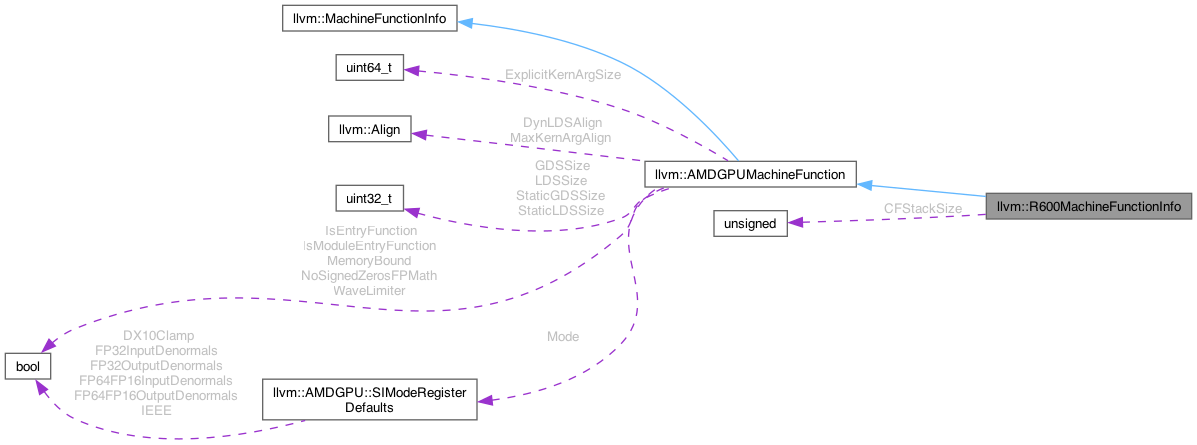 llvm::MachineFunctionInfo
uint64_t
ExplicitKernArgSize
llvm::Align
DynLDSAlign
MaxKernArgAlign
llvm::AMDGPUMachineFunction
GDSSize
LDSSize
StaticGDSSize
StaticLDSSize
uint32_t
llvm::R600MachineFunctionInfo
CFStackSize
unsigned
IsEntryFunction
IsModuleEntryFunction
MemoryBound
NoSignedZerosFPMath
WaveLimiter
Mode
DX10Clamp
FP32InputDenormals
FP32OutputDenormals
FP64FP16InputDenormals
FP64FP16OutputDenormals
IEEE
bool
llvm::AMDGPU::SIModeRegister
Defaults